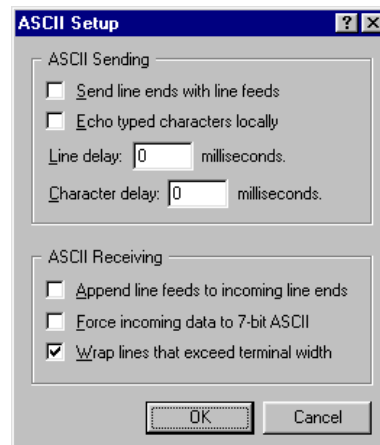 ASCII Setup
ASCII Sending
Send line ends with line feeds
Echo typed characters locally
Line delay: 0 milliseconds.
Character delay: 0 milliseconds.
ASCII Receiving
Append line feeds to incoming line ends
Force incoming data to 7-bit ASCII
Wrap lines that exceed terminal width
OK Cancel